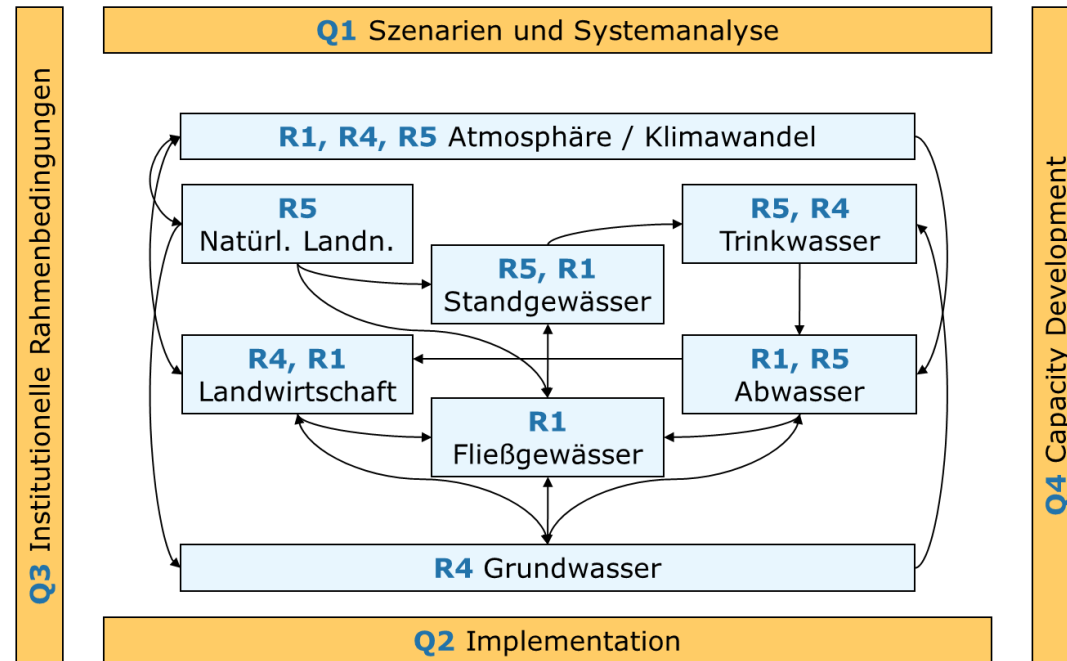 Q1 Szenarien und Systemanalyse
Q3 Institutionelle Rahmenbedingungen
R1, R4, R5 Atmosphäre / Klimawandel
R5
Natürl. Landn.
R5, R4
Trinkwasser
R5, R1
Standgewässer
R4, R1
Landwirtschaft
R1, R5
Abwasser
R1
Fließgewässer
R4 Grundwasser
Q4 Capacity Development
Q2 Implementation